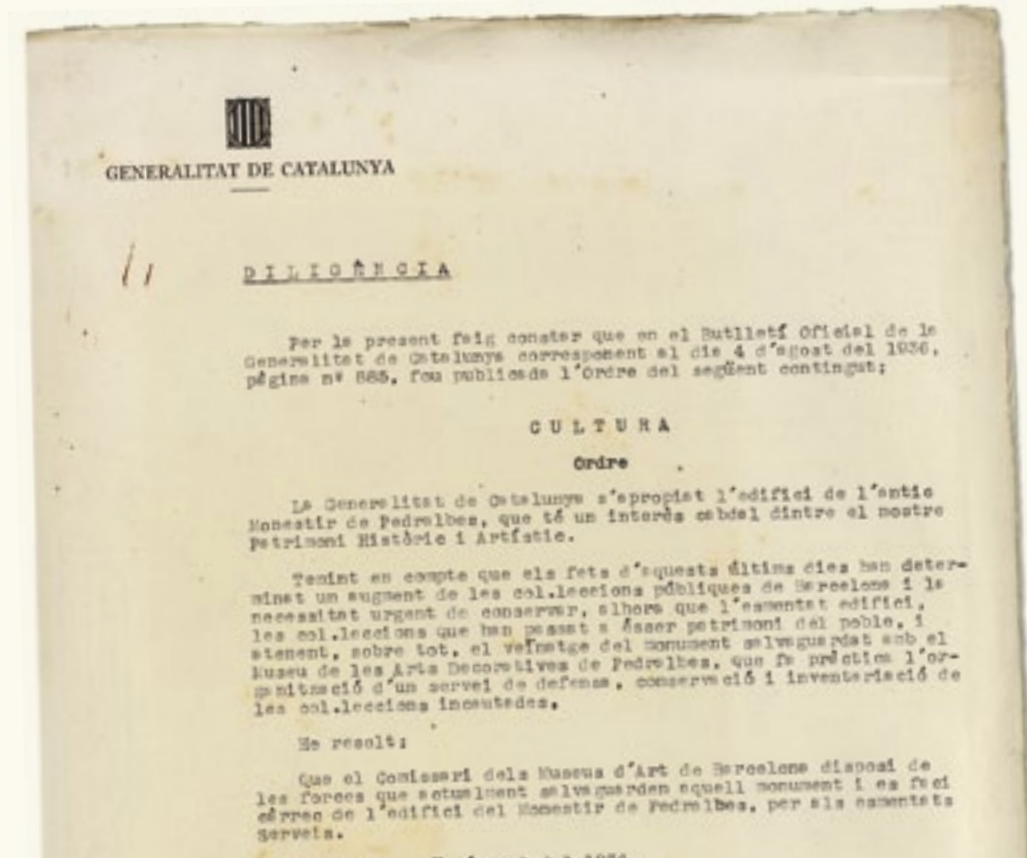 GENERALITAT DE CATALUNYA
DILIGÈNCIA
Per la present faig constar que en el Butlletí Oficial de la
Generalitat de Catalunya corresponent al dia 4 d'agost del 1936,
pàgina nº 885, fou publicada l'Ordre del següent contingut;
CULTURA
Ordre
La Generalitat de Catalunya s'apropiat l'edifici de l'antic
Monestir de Pedralbes, que té un interès cabdal dintre el nostre
Patrimoni Històric i Artístic.
Tenint en compte que els fets d'aquests últims dies han deter-
minat un augment de les col.leccions públiques de Barcelona i la
necessitat urgent de conservar, alhora que l'esmentat edifici,
les col.leccions que han passat a ésser patrimoni del poble, i
atenent, sobre tot, el veïnatge del monument salvaguardat amb el
Museu de les Arts Decoratives de Pedralbes, que fa pràctica l'or-
ganització d'un servei de defensa, conservació i inventariació de
les col.leccions incautades,
He resolt:
Que el Comissari dels Museus d'Art de Barcelona disposi de
les forces que actualment salvaguarden aquell monument i es faci
càrrec de l'edifici del Monestir de Pedralbes, per als esmentats
Serveis.